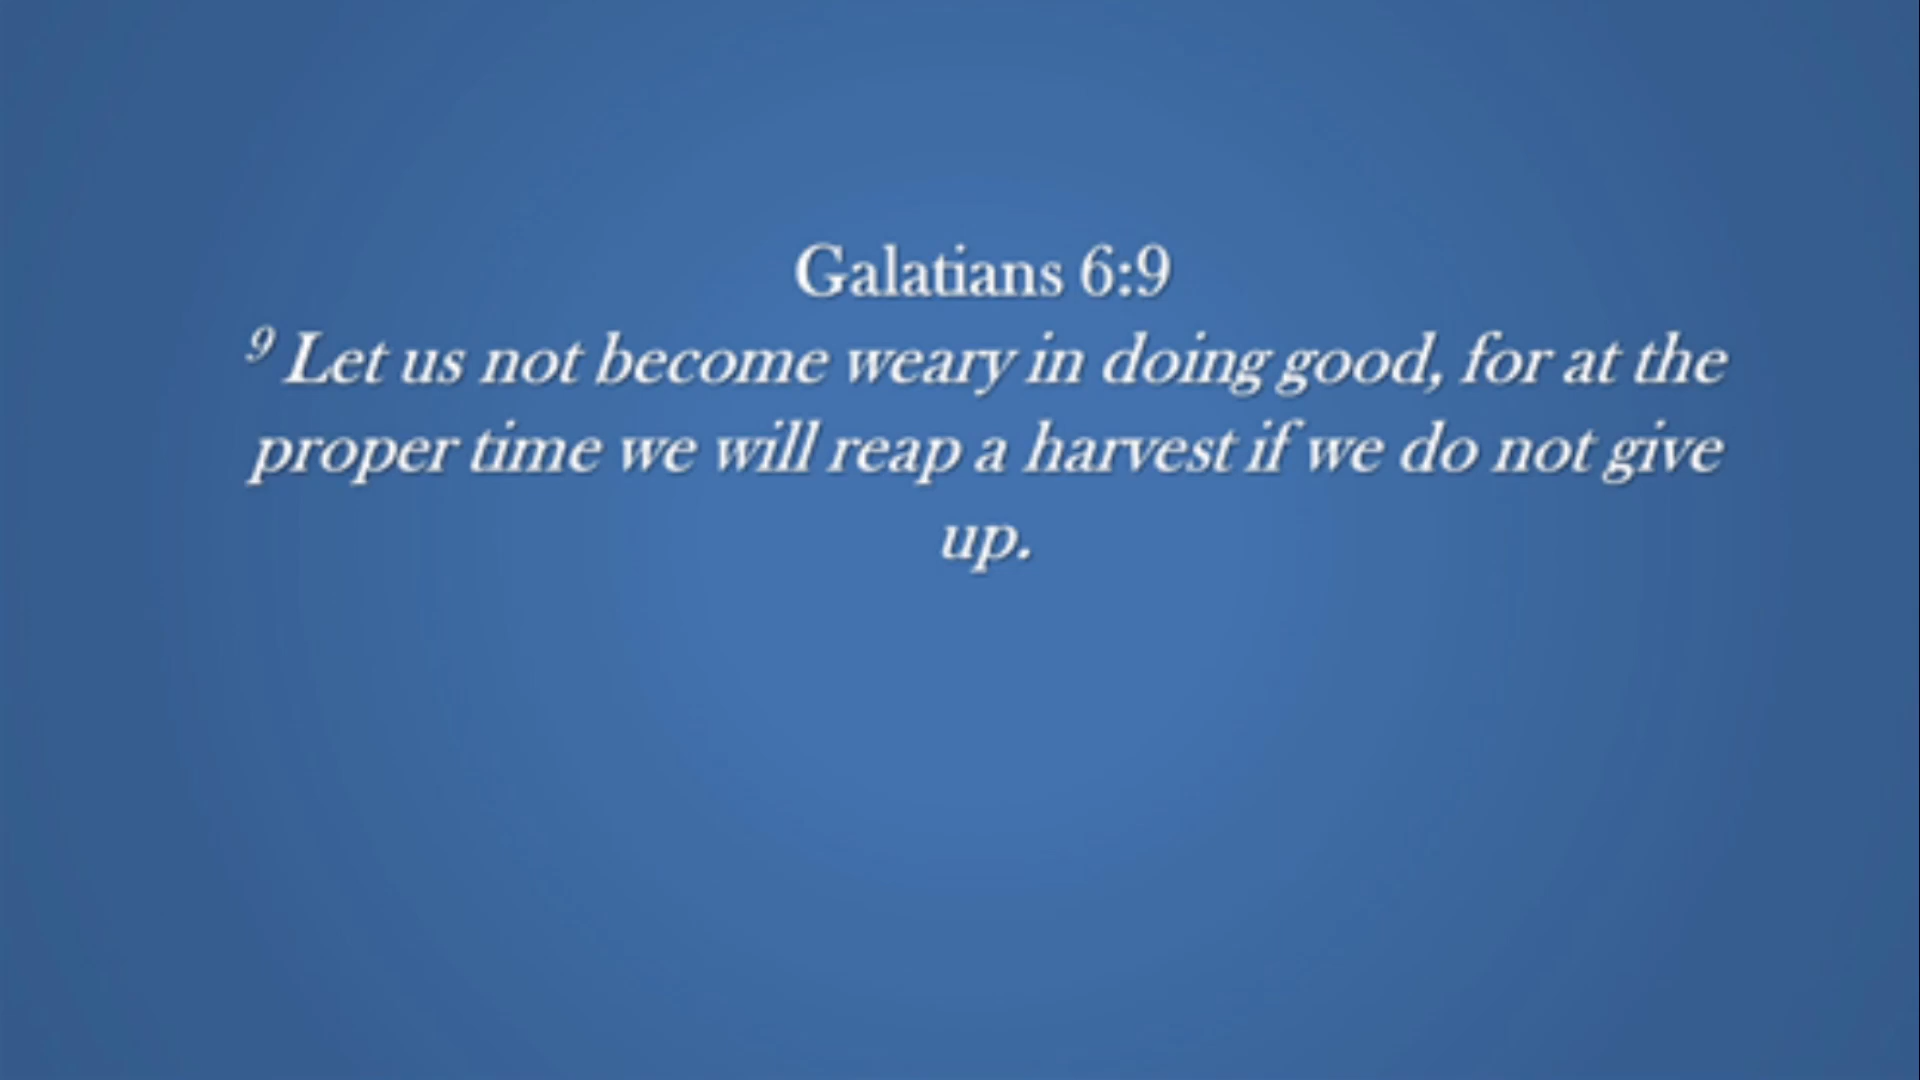 Galatians 6:9
⁹ Let us not become weary in doing good, for at the
proper time we will reap a harvest if we do not give
up.